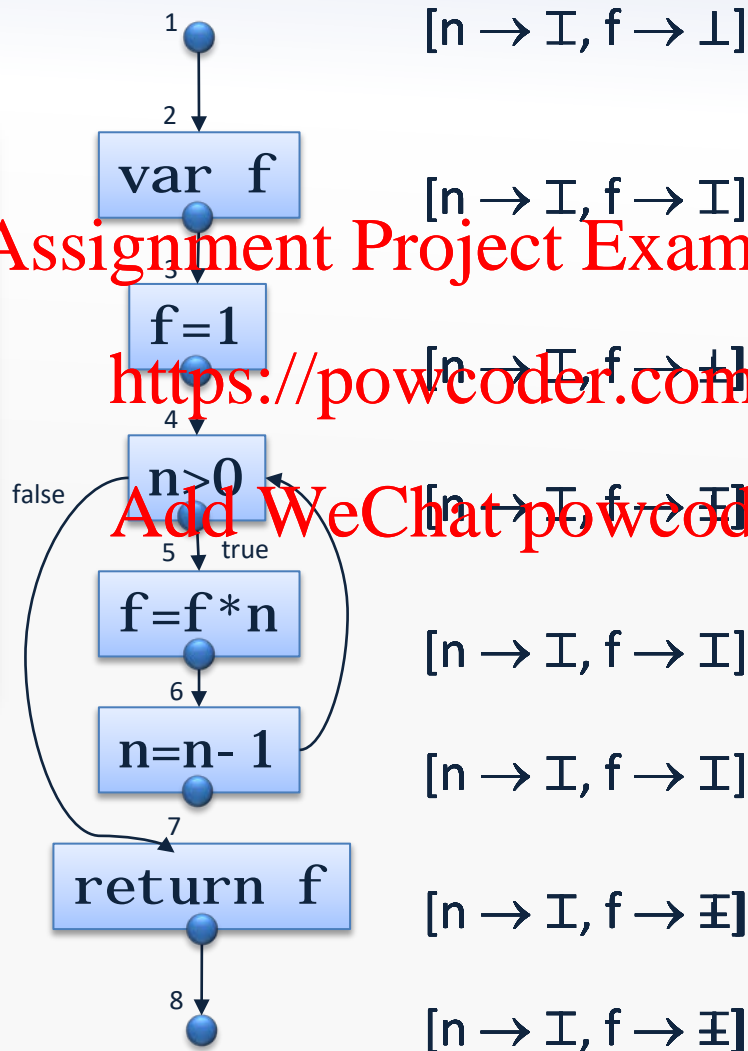 1
[n → I, f → ⊥]
2
var f
[n → I, f → I]
Assignment Project Exam
3
f=1
https://powcoder.com
[n → I, f →
4
n>0
false
Add WeChat powcod
[n → I, f →
5 true
f=f*n
[n → I, f → I]
6
n=n-1
[n → I, f → I]
7
return f
[n → I, f →
8
[n → I, f →